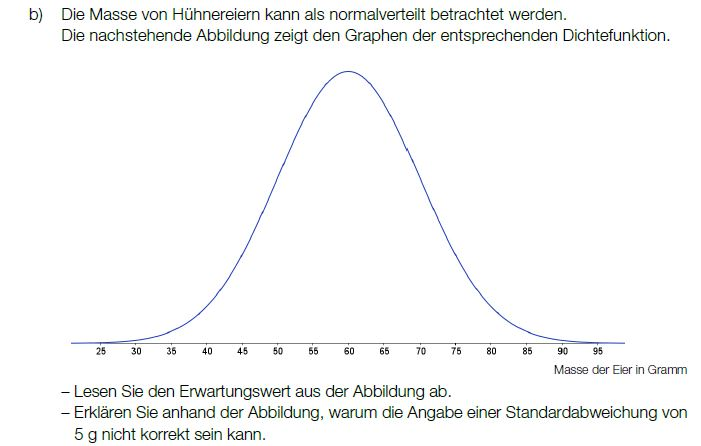 b) Die Masse von Hühnereiern kann als normalverteilt betrachtet werden.
Die nachstehende Abbildung zeigt den Graphen der entsprechenden Dichtefunktion.
25 30 35 40 45 50 55 60 65 70 75 80 85 90 95
Masse der Eier in Gramm
– Lesen Sie den Erwartungswert aus der Abbildung ab.
– Erklären Sie anhand der Abbildung, warum die Angabe einer Standardabweichung von
5 g nicht korrekt sein kann.